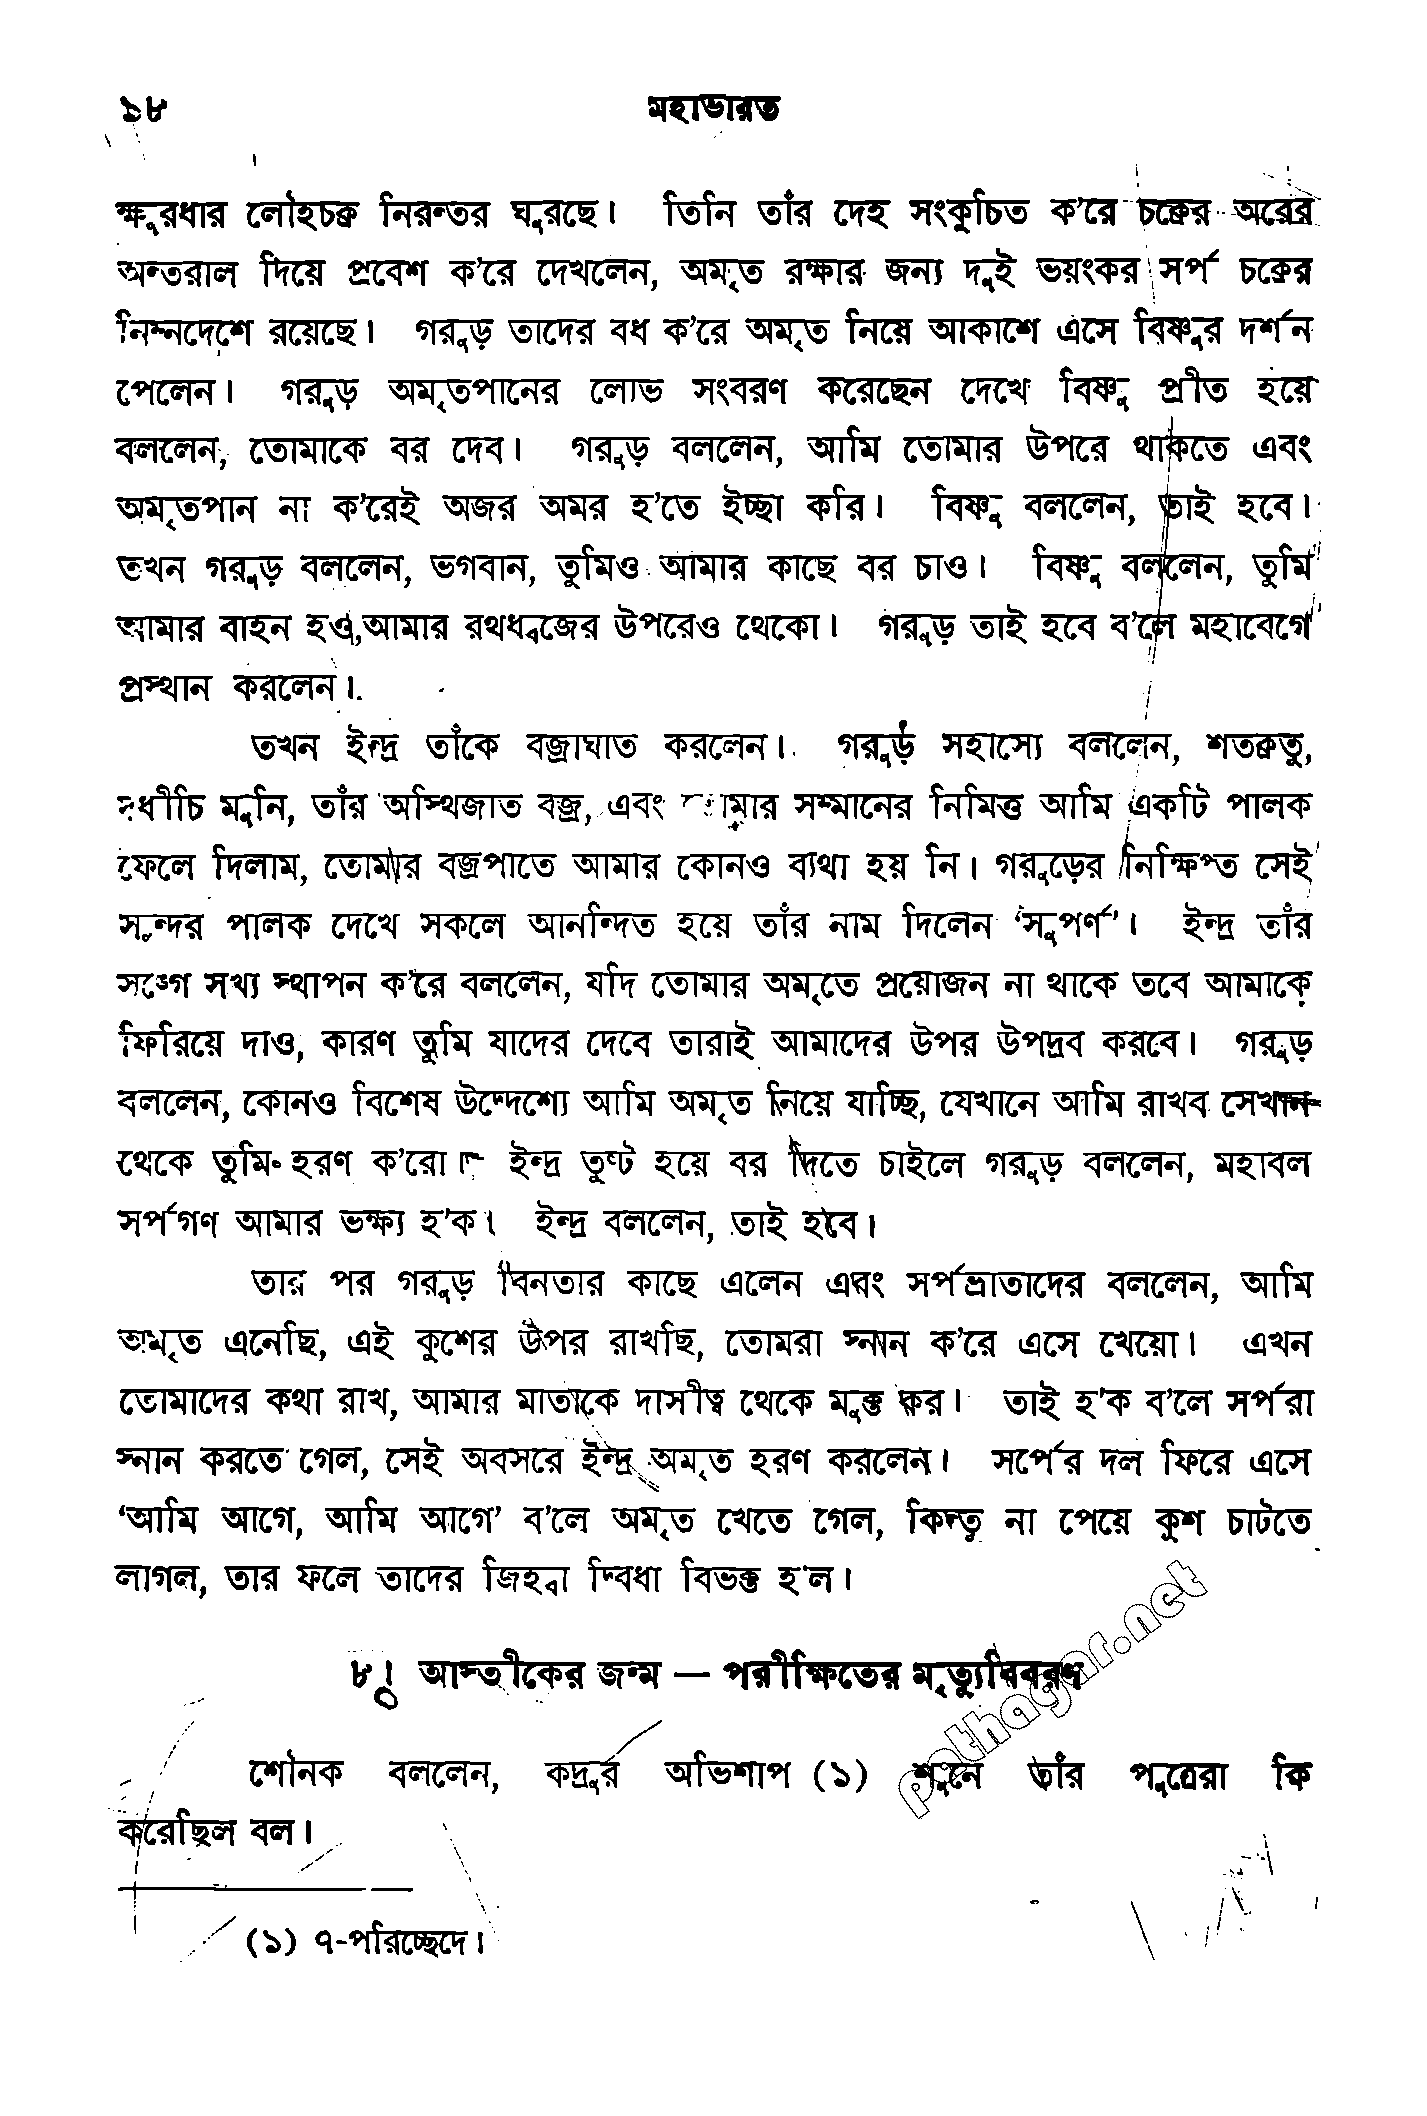 ১৮ মহাভারত
ক্ষুরধার লৌহচক্র নিরন্তর ঘুরছে। তিনি তাঁর দেহ সংকুচিত ক'রে চক্রের অরের
অন্তরাল দিয়ে প্রবেশ ক'রে দেখলেন, অমৃত রক্ষার জন্য দুই ভয়ংকর সর্প চক্রের
নিম্নদেশে রয়েছে। গরুড় তাদের বধ ক'রে অমৃত নিয়ে আকাশে এসে বিষ্ণুর দর্শন
পেলেন। গরুড় অমৃতপানের লোভ সংবরণ করেছেন দেখে বিষ্ণু প্রীত হয়ে
বললেন, তোমাকে বর দেব। গরুড় বললেন, আমি তোমার উপরে থাকতে এবং
অমৃতপান না ক'রেই অজর অমর হ'তে ইচ্ছা করি। বিষ্ণু বললেন, তাই হবে।
তখন গরুড় বললেন, ভগবান, তুমিও আমার কাছে বর চাও। বিষ্ণু বললেন, তুমি
আমার বাহন হও, আমার রথধ্বজের উপরেও থেকো। গরুড় তাই হবে ব'লে মহাবেগে
প্রস্থান করলেন।
তখন ইন্দ্র তাঁকে বজ্রাঘাত করলেন। গরুড় সহাস্যে বললেন, শতক্রতু,
দধীচি মুনি, তাঁর অস্থিজাত বজ্র, এবং তোমার সম্মানের নিমিত্ত আমি একটি পালক
ফেলে দিলাম, তোমার বজ্রপাতে আমার কোনও ব্যথা হয় নি। গরুড়ের নিক্ষিপ্ত সেই
সুন্দর পালক দেখে সকলে আনন্দিত হয়ে তাঁর নাম দিলেন ‘সুপর্ণ’। ইন্দ্র তাঁর
সঙ্গে সখ্য স্থাপন ক'রে বললেন, যদি তোমার অমৃতে প্রয়োজন না থাকে তবে আমাকে
ফিরিয়ে দাও, কারণ তুমি যাদের দেবে তারাই আমাদের উপর উপদ্রব করবে। গরুড়
বললেন, কোনও বিশেষ উদ্দেশ্যে আমি অমৃত নিয়ে যাচ্ছি, যেখানে আমি রাখব সেখান
থেকে তুমি হরণ ক'রো। ইন্দ্র তুষ্ট হয়ে বর দিতে চাইলে গরুড় বললেন, মহাবল
সর্পগণ আমার ভক্ষ্য হ'ক। ইন্দ্র বললেন, তাই হবে।
তার পর গরুড় বিনতার কাছে এলেন এবং সর্পভ্রাতাদের বললেন, আমি
অমৃত এনেছি, এই কুশের উপর রাখছি, তোমরা স্নান ক'রে এসে খেয়ো। এখন
তোমাদের কথা রাখ, আমার মাতাকে দাসীত্ব থেকে মুক্ত কর। তাই হ'ক ব'লে সর্পরা
স্নান করতে গেল, সেই অবসরে ইন্দ্র অমৃত হরণ করলেন। সর্পের দল ফিরে এসে
‘আমি আগে, আমি আগে’ ব'লে অমৃত খেতে গেল, কিন্তু না পেয়ে কুশ চাটতে
লাগল, তার ফলে তাদের জিহ্বা দ্বিধা বিভক্ত হ'ল।
৮। আস্তীকের জন্ম — পরীক্ষিতের মৃত্যুবিবরণ
শৌনক বললেন, কদ্রুর অভিশাপ (১) শুনে তাঁর পুত্রেরা কি
করেছিল বল।
(১) ৭-পরিচ্ছেদে।
pathagar.net